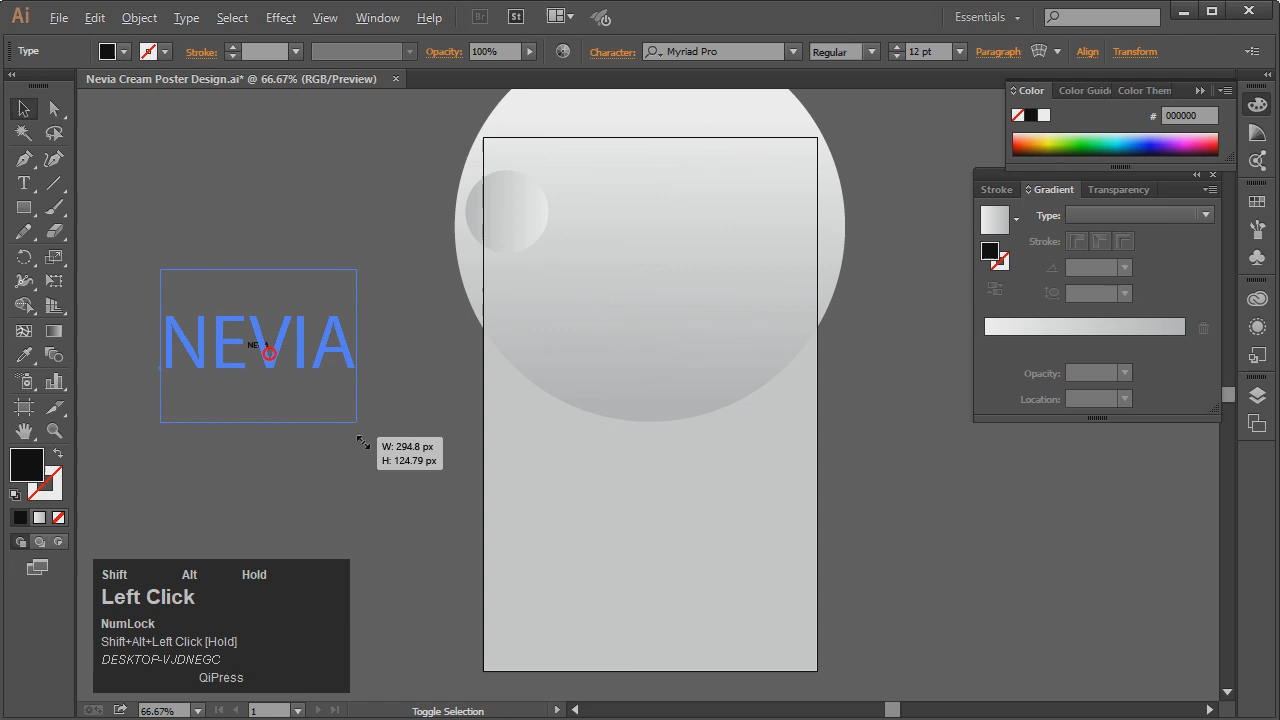 Ai File Edit Object Type Select Effect View Window Help Br St Essentials
Type Stroke: Opacity: 100% Character: Myriad Pro Regular 12 pt Paragraph Align Transform
Nevia Cream Poster Design.ai* @ 66.67% (RGB/Preview)
Color Color Guide Color Them
# 000000
Stroke Gradient Transparency
Type:
Stroke:
NEVIA
Opacity:
Location:
W: 294.8 px
H: 124.79 px
Shift Alt Hold
Left Click
NumLock
Shift+Alt+Left Click [Hold]
DESKTOP-VJDNEGC
QiPress
66.67% 1 Toggle Selection